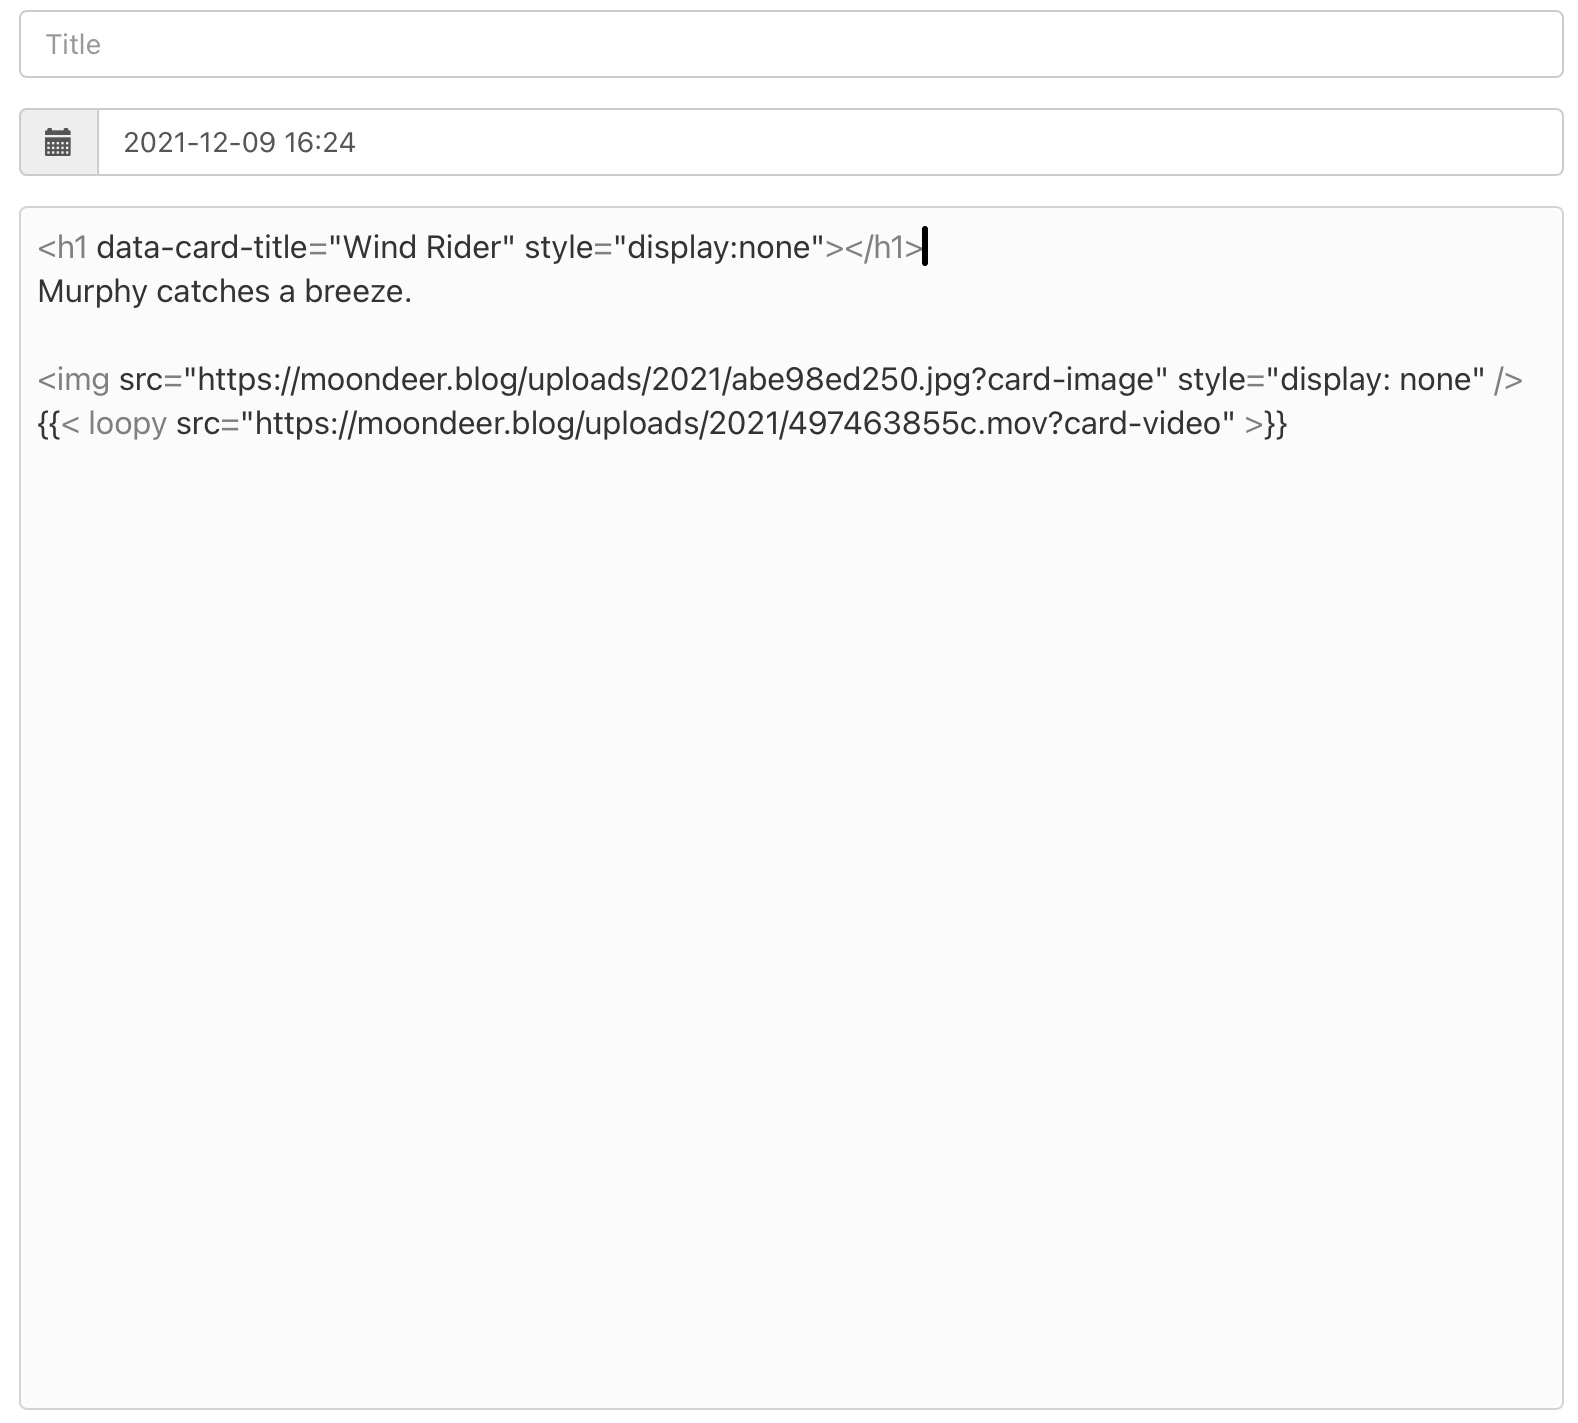 Title
2021-12-09 16:24
<h1 data-card-title="Wind Rider" style="display:none"></h1>
Murphy catches a breeze.
<img src="https://moondeer.blog/uploads/2021/abe98ed250.jpg?card-image" style="display: none" />
{{< loopy src="https://moondeer.blog/uploads/2021/497463855c.mov?card-video" >}}